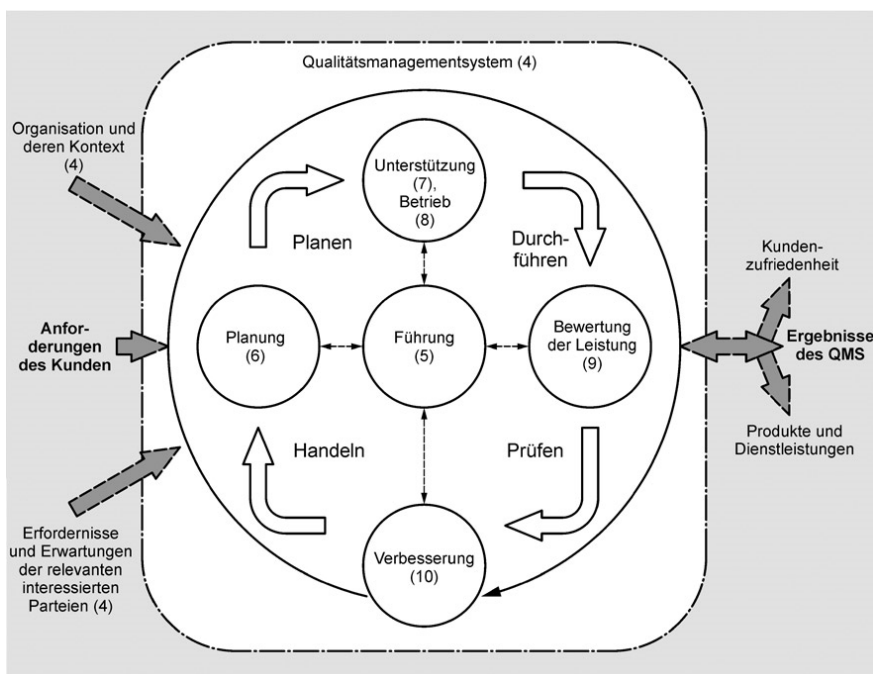 Qualitätsmanagementsystem (4)
Organisation und
deren Kontext
(4)
Unterstützung
(7),
Betrieb
(8)
Planen
Durch-
führen
Kunden-
zufriedenheit
Anfor-
derungen
des Kunden
Planung
(6)
Führung
(5)
Bewertung
der Leistung
(9)
Ergebnisse
des QMS
Handeln
Prüfen
Produkte und
Dienstleistungen
Erfordernisse
und Erwartungen
der relevanten
interessierten
Parteien (4)
Verbesserung
(10)